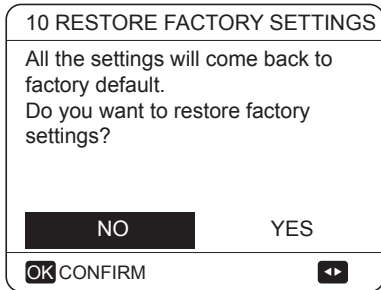 10 RESTORE FACTORY SETTINGS
All the settings will come back to
factory default.
Do you want to restore factory
settings?
NO YES
OK CONFIRM